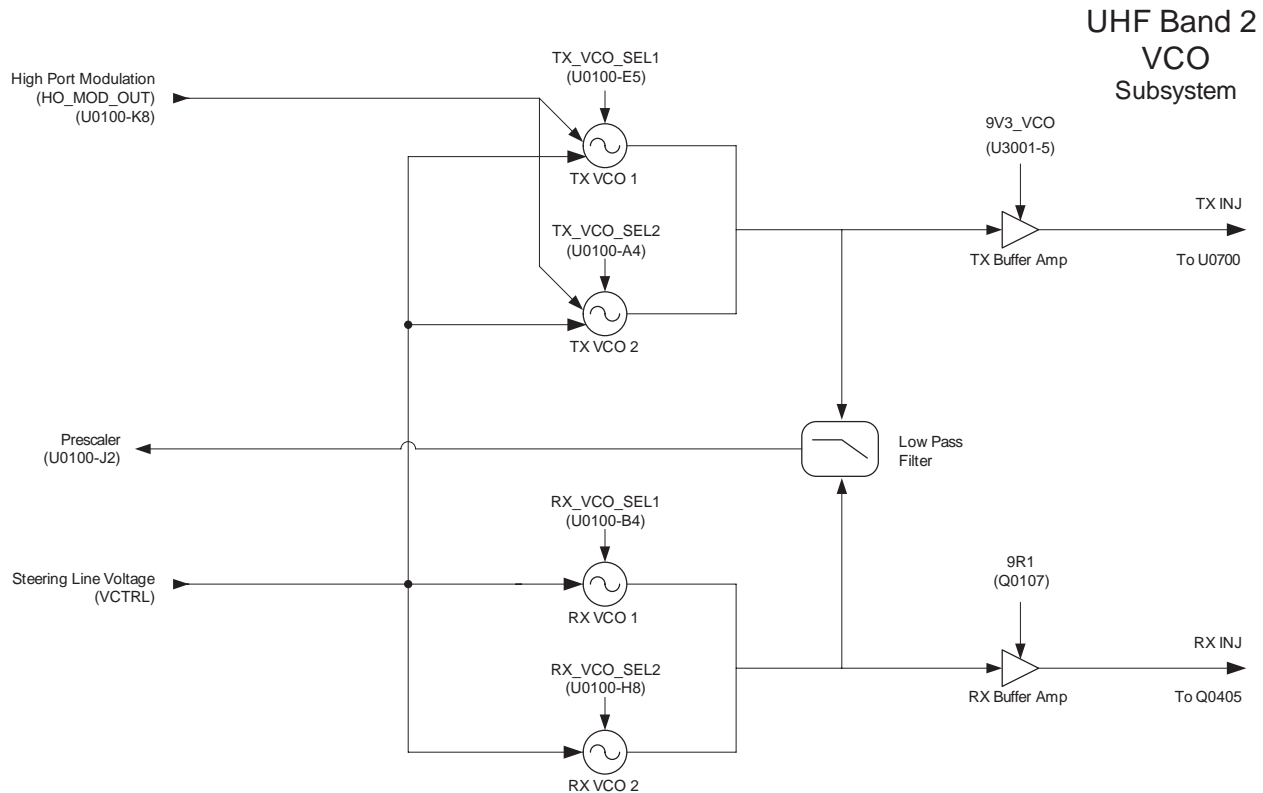 UHF Band 2
VCO
Subsystem
TX_VCO_SEL1
(U0100-E5)
High Port Modulation
(HO_MOD_OUT)
(U0100-K8)
9V3_VCO
(U3001-5)
TX VCO 1
TX INJ
TX_VCO_SEL2
(U0100-A4)
TX Buffer Amp
To U0700
TX VCO 2
Prescaler
(U0100-J2)
Low Pass
Filter
RX_VCO_SEL1
(U0100-B4)
Steering Line Voltage
(VCTRL)
9R1
(Q0107)
RX VCO 1
RX INJ
RX_VCO_SEL2
(U0100-H8)
RX Buffer Amp
To Q0405
RX VCO 2